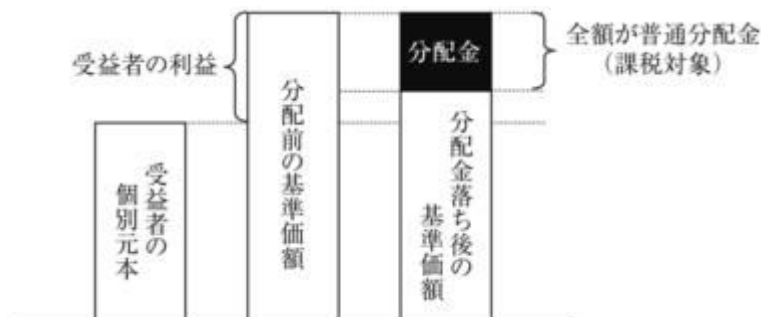 受益者の利益
分配金
全額が普通分配金
（課税対象）
受益者の
個別元本
分配前の基準価額
分配金落ち後の
基準価額